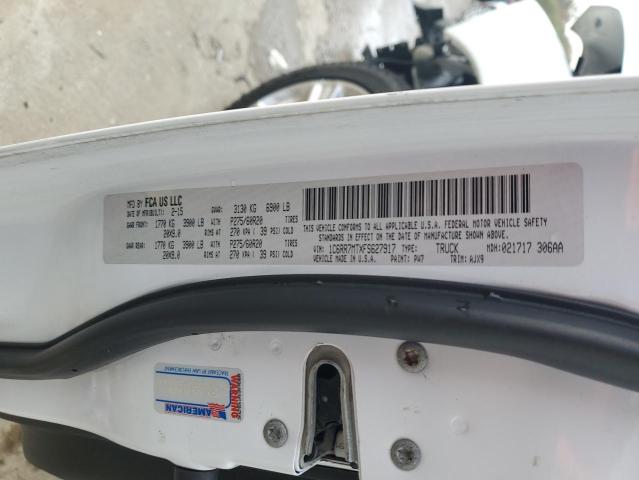 MFD BY FCA US LLC GVWR: 3130 KG 6900 LB
DATE OF MFR(BUILT): 2-15
GAWR FRONT: 1770 KG 3900 LB WITH P275/60R20 TIRES
20X9.0 RIMS AT 270 KPA ( 39 PSI) COLD
GAWR REAR: 1770 KG 3900 LB WITH P275/60R20 TIRES
20X9.0 RIMS AT 270 KPA ( 39 PSI) COLD
THIS VEHICLE CONFORMS TO ALL APPLICABLE U.S.A. FEDERAL MOTOR VEHICLE SAFETY
STANDARDS IN EFFECT ON THE DATE OF MANUFACTURE SHOWN ABOVE.
VIN: 1C6RR7MTXFS627917 TYPE: TRUCK MDH: 021717 306AA
VEHICLE MADE IN U.S.A. PAINT: PW7 TRIM: AJX9
AMERICAN
WARNING